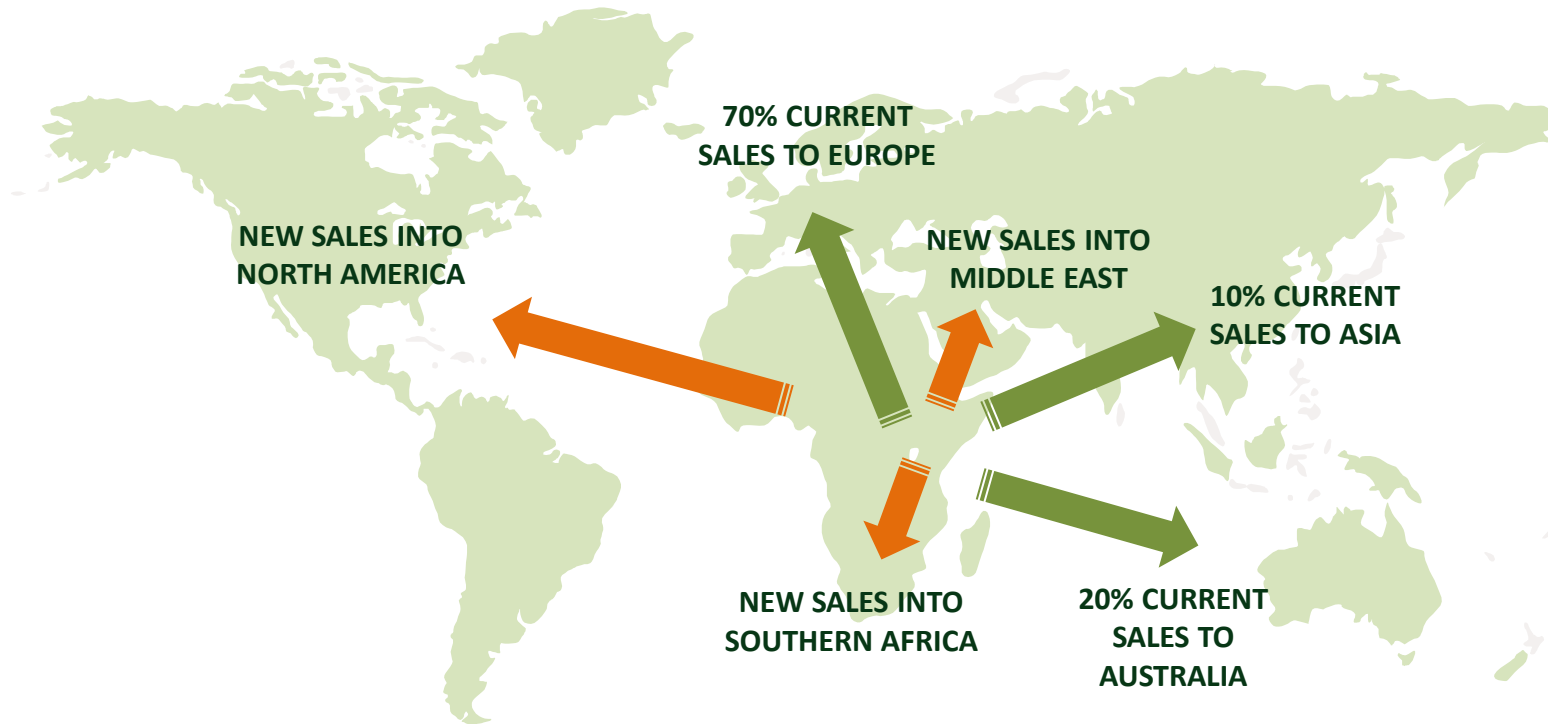 70% CURRENT
SALES TO EUROPE
NEW SALES INTO
NORTH AMERICA
NEW SALES INTO
MIDDLE EAST
10% CURRENT
SALES TO ASIA
NEW SALES INTO
SOUTHERN AFRICA
20% CURRENT
SALES TO
AUSTRALIA